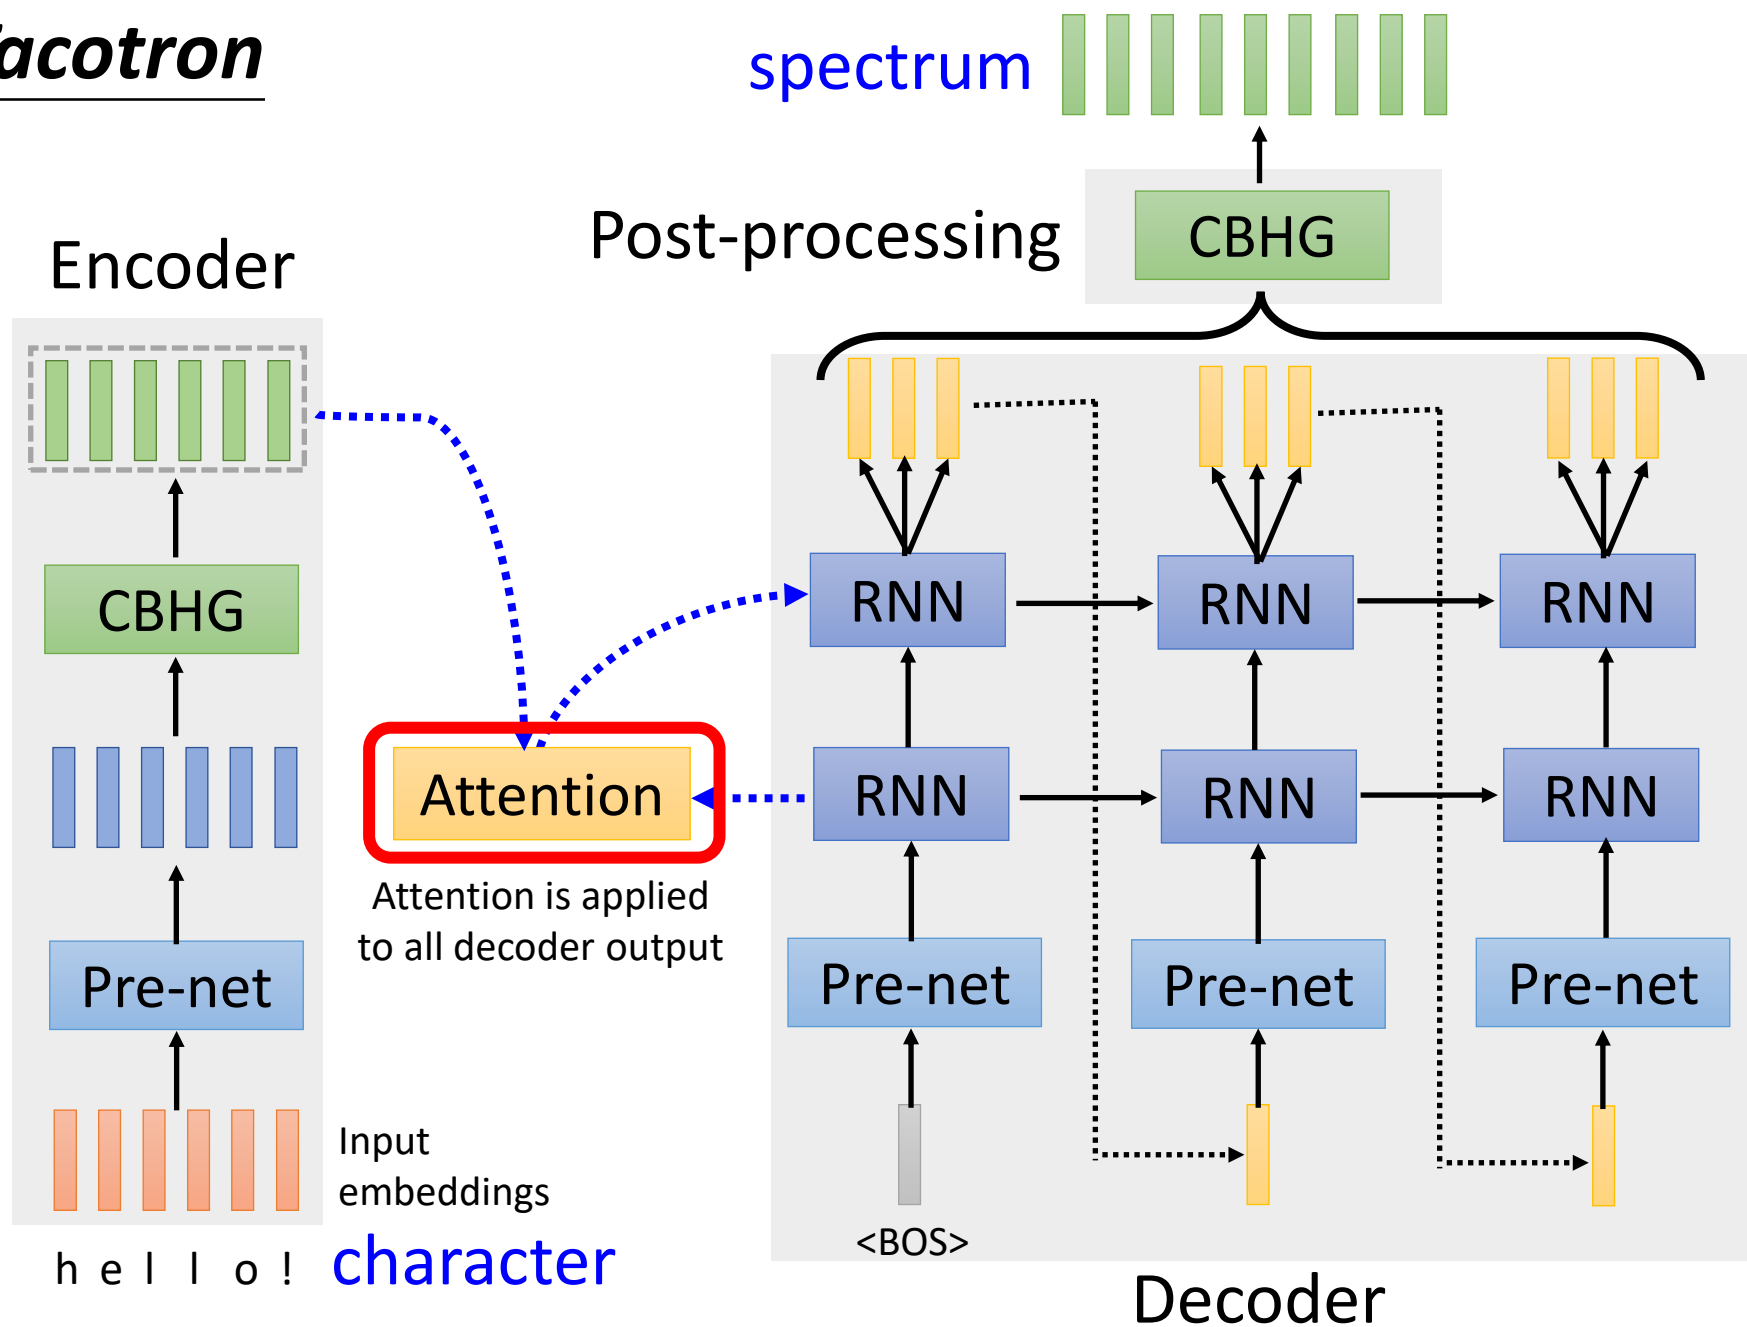 acotron
spectrum
Post-processing
CBHG
Encoder
CBHG
RNN
RNN
RNN
Attention
RNN
RNN
RNN
Attention is applied
to all decoder output
Pre-net
Pre-net
Pre-net
Pre-net
Input
embeddings
<BOS>
h e l l o !
character
Decoder